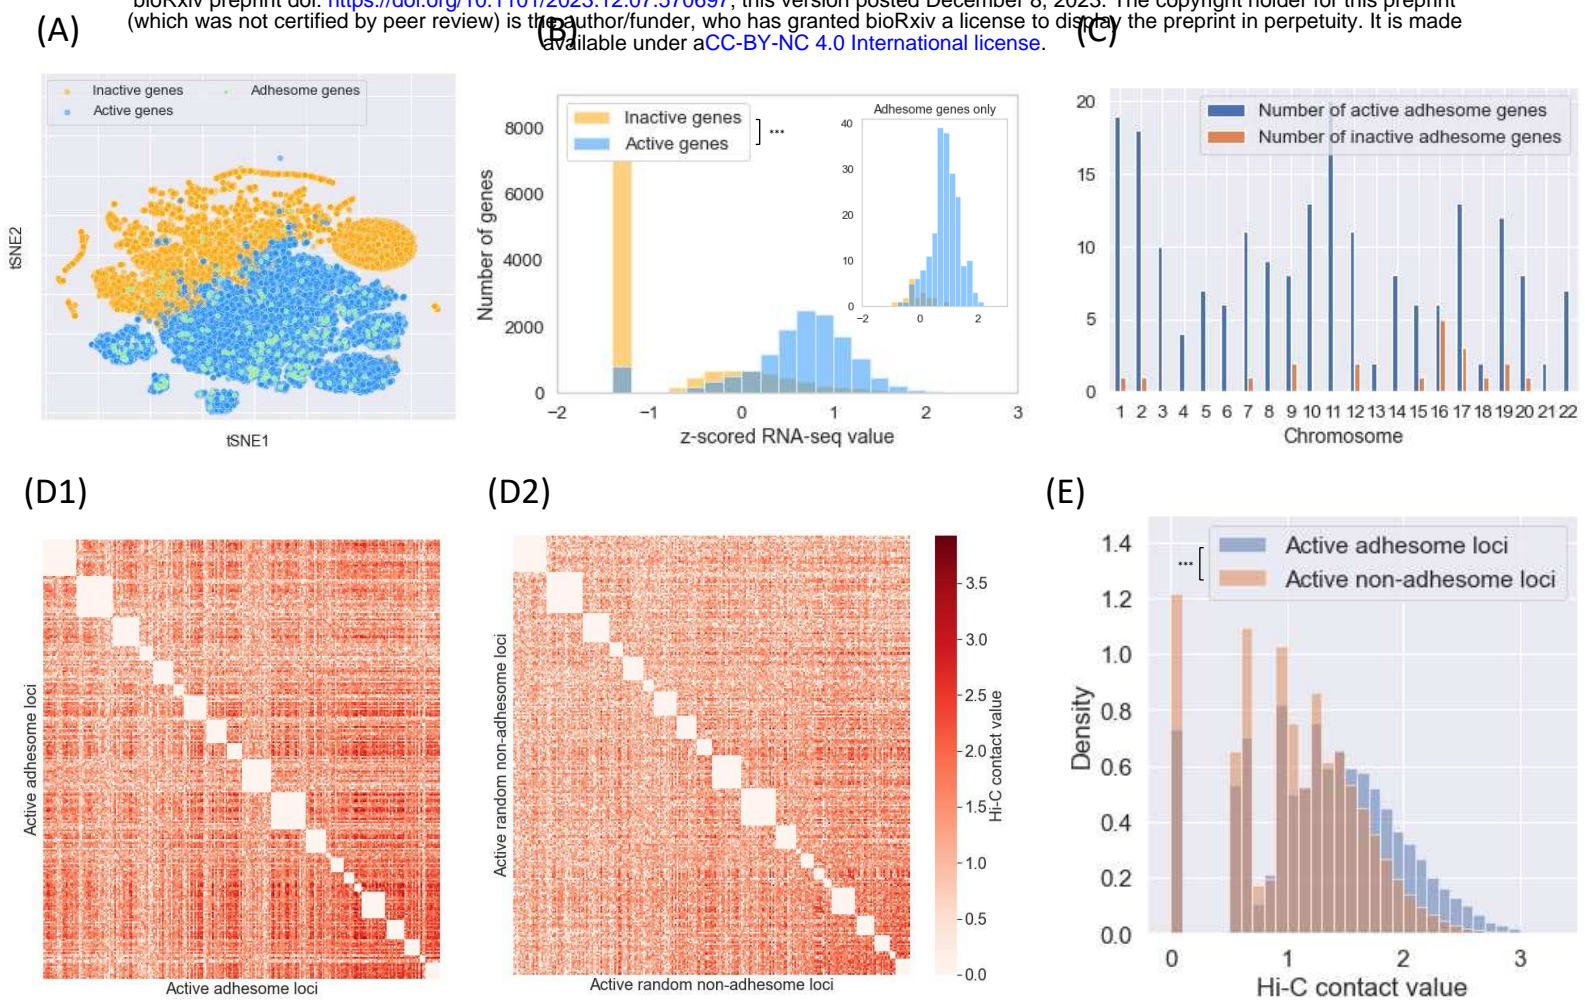 bioRxiv preprint doi: https://doi.org/10.1101/2023.12.07.570697; this version posted December 8, 2023. The copyright holder for this preprint
(which was not certified by peer review) is the author/funder, who has granted bioRxiv a license to display the preprint in perpetuity. It is made
available under aCC-BY-NC 4.0 International license.
(A)
Inactive genes
Active genes
Adhesome genes
tSNE2
tSNE1
(B)
Inactive genes
Active genes
***
Adhesome genes only
40
30
20
10
0
−2 0 2
8000
6000
4000
2000
0
Number of genes
−2 −1 0 1 2 3
z-scored RNA-seq value
(C)
Number of active adhesome genes
Number of inactive adhesome genes
20
15
10
5
0
1 2 3 4 5 6 7 8 9 10 11 12 13 14 15 16 17 18 19 20 21 22
Chromosome
(D1)
Active adhesome loci
Active adhesome loci
(D2)
Active random non-adhesome loci
Active random non-adhesome loci
3.5
3.0
2.5
2.0
1.5
1.0
0.5
0.0
Hi-C contact value
(E)
***
Active adhesome loci
Active non-adhesome loci
1.4
1.2
1.0
0.8
0.6
0.4
0.2
0.0
Density
0 1 2 3
Hi-C contact value